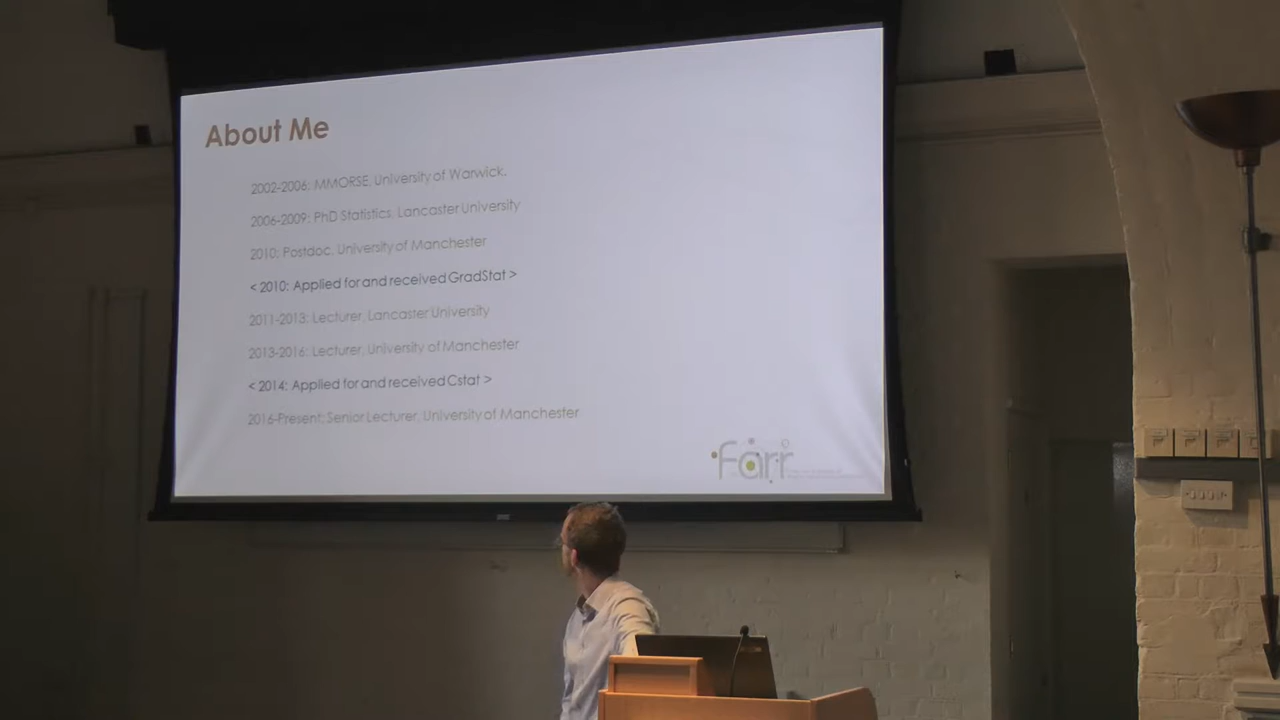 About Me
2002-2006: MMORSE, University of Warwick.
2006-2009: PhD Statistics, Lancaster University
2010: Postdoc, University of Manchester
< 2010: Applied for and received GradStat >
2011-2013: Lecturer, Lancaster University
2013-2016: Lecturer, University of Manchester
< 2014: Applied for and received Cstat >
2016-Present: Senior Lecturer, University of Manchester
Farr